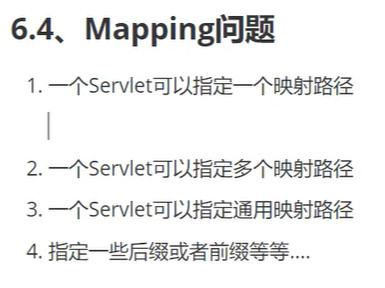 6.4、Mapping问题
1. 一个Servlet可以指定一个映射路径
2. 一个Servlet可以指定多个映射路径
3. 一个Servlet可以指定通用映射路径
4. 指定一些后缀或者前缀等等....